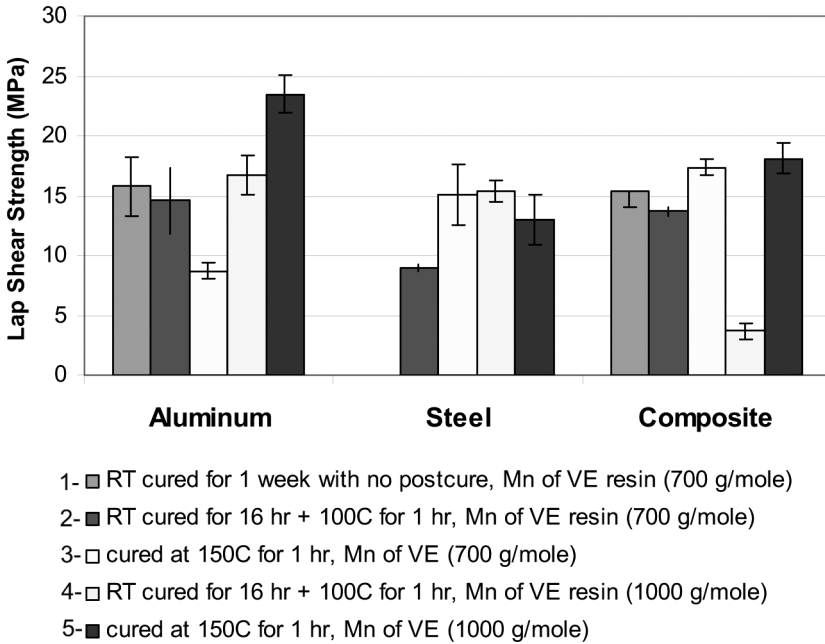 30
25
20
15
10
5
0
Lap Shear Strength (MPa)
Aluminum Steel Composite
1- RT cured for 1 week with no postcure, Mn of VE resin (700 g/mole)
2- RT cured for 16 hr + 100C for 1 hr, Mn of VE resin (700 g/mole)
3- cured at 150C for 1 hr, Mn of VE (700 g/mole)
4- RT cured for 16 hr + 100C for 1 hr, Mn of VE resin (1000 g/mole)
5- cured at 150C for 1 hr, Mn of VE (1000 g/mole)